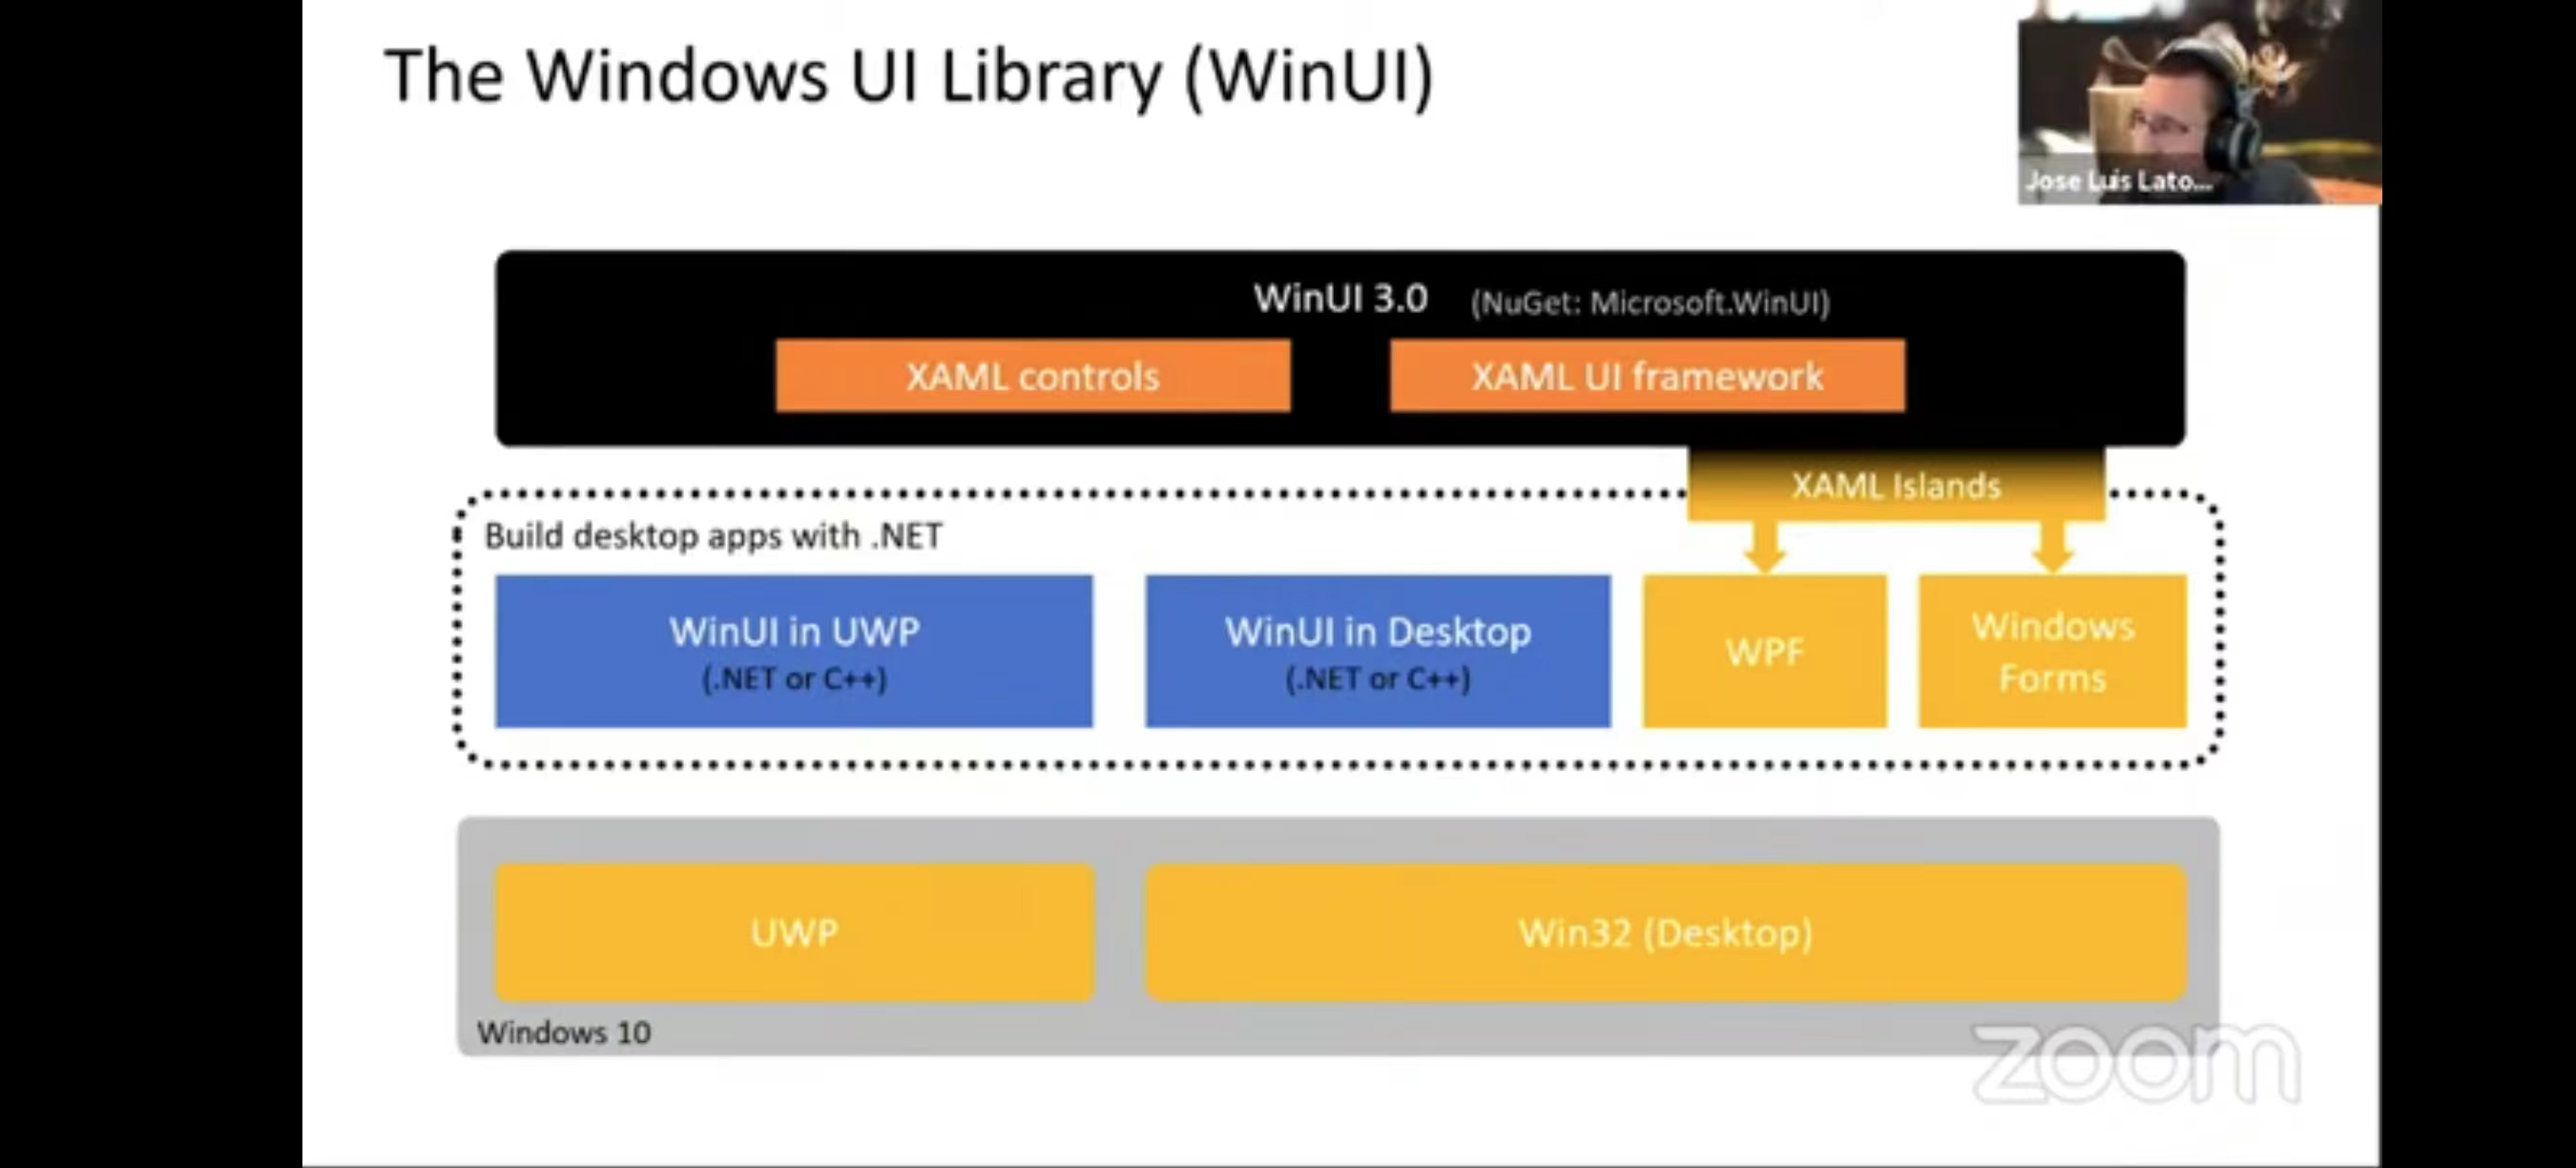 The Windows UI Library (WinUI)
Jose Luis Lato...
WinUI 3.0 (NuGet: Microsoft.WinUI)
XAML controls
XAML UI framework
XAML Islands
Build desktop apps with .NET
WinUI in UWP
(.NET or C++)
WinUI in Desktop
(.NET or C++)
WPF
Windows
Forms
UWP
Win32 (Desktop)
Windows 10
zoom